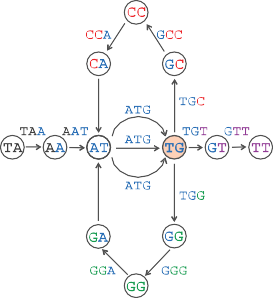 CC
CCA GCC
CA GC
TGC
ATG
TAA AAT ATG TGT GTT
TA AA AT TG GT TT
ATG
TGG
GA GG
GGA GGG
GG